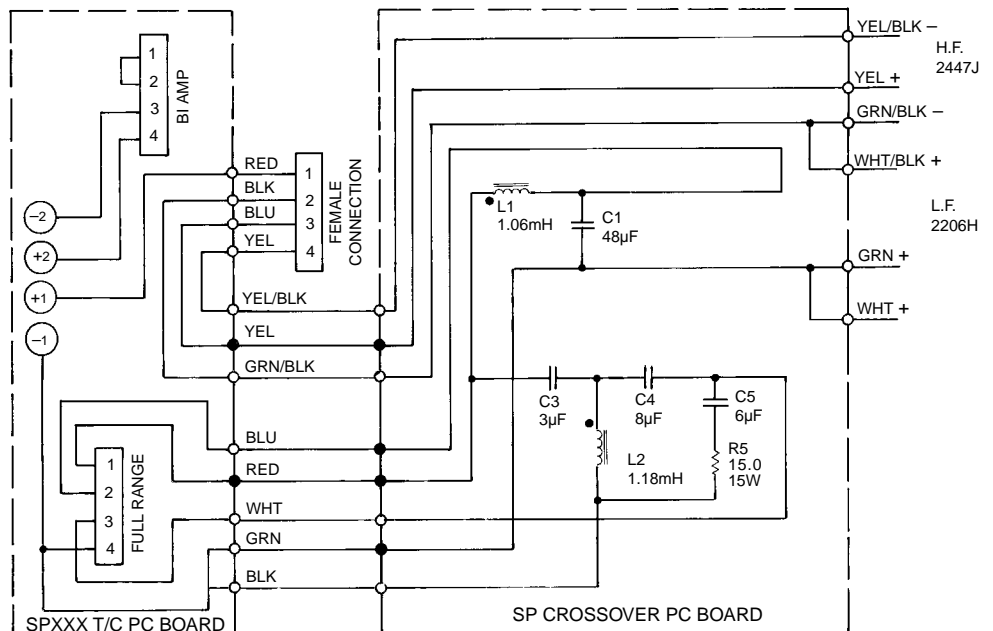 YEL/BLK –
H.F.
2447J
YEL +
GRN/BLK –
WHT/BLK +
L.F.
2206H
GRN +
WHT +
1
2
3
4
BI AMP
–2
+2
+1
–1
RED
BLK
BLU
YEL
1
2
3
4
FEMALE
CONNECTION
YEL/BLK
YEL
GRN/BLK
L1
1.06mH
C1
48µF
C3
3µF
C4
8µF
C5
6µF
L2
1.18mH
R5
15.0
15W
BLU
RED
WHT
GRN
BLK
1
2
3
4
FULL RANGE
SPXXX T/C PC BOARD
SP CROSSOVER PC BOARD